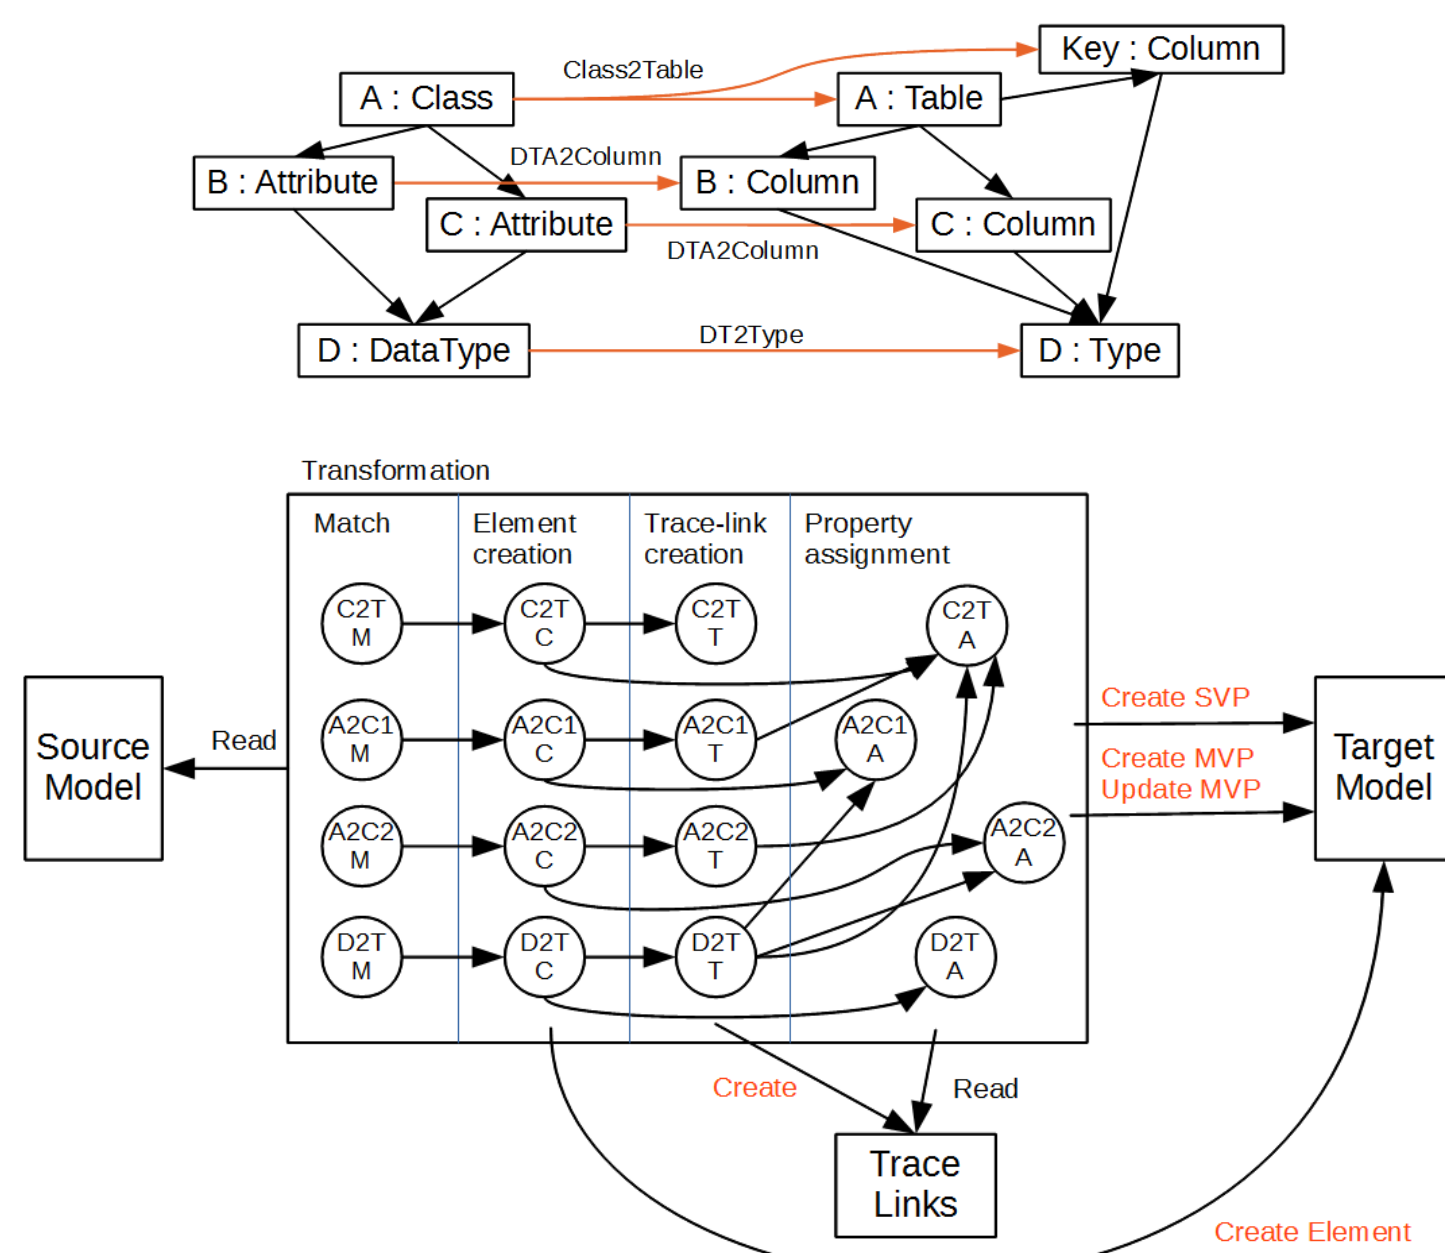 Key : Column
Class2Table
A : Class
A : Table
DTA2Column
B : Attribute
B : Column
C : Attribute
C : Column
DTA2Column
DT2Type
D : DataType
D : Type
Transformation
Match
Element
creation
Trace-link
creation
Property
assignment
C2T
M
C2T
C
C2T
T
C2T
A
A2C1
M
A2C1
C
A2C1
T
A2C1
A
A2C2
M
A2C2
C
A2C2
T
A2C2
A
D2T
M
D2T
C
D2T
T
D2T
A
Source
Model
Read
Create SVP
Create MVP
Update MVP
Target
Model
Create
Read
Trace
Links
Create Element